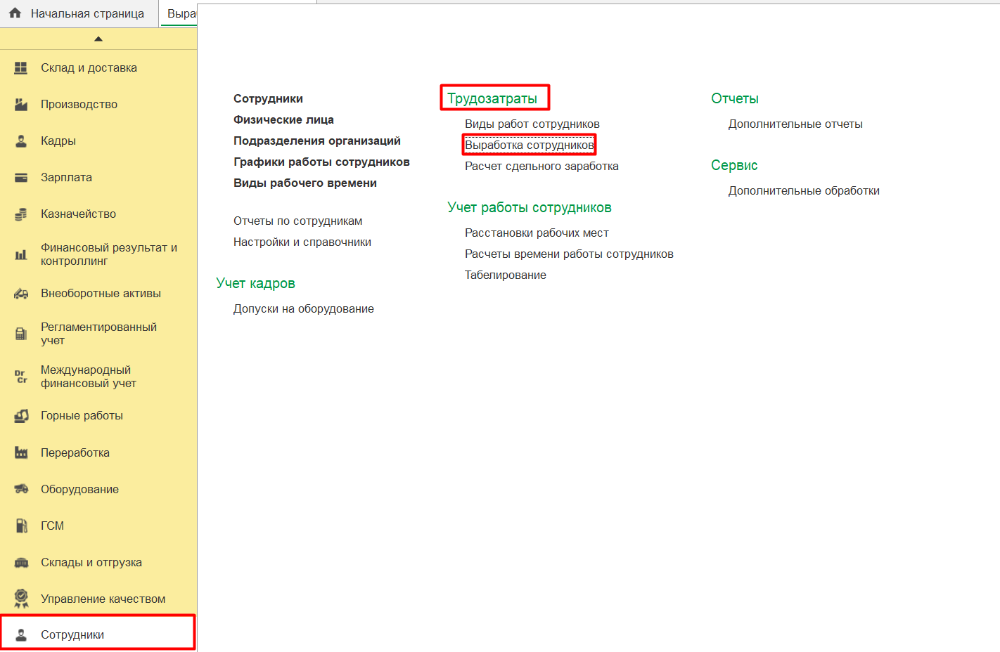 Начальная страница
Выра
Склад и доставка
Производство
Кадры
Зарплата
Казначейство
Финансовый результат и
контроллинг
Внеоборотные активы
Регламентированный
учет
Dr
Cr
Международный
финансовый учет
Горные работы
Переработка
Оборудование
ГСМ
Склады и отгрузка
Управление качеством
Сотрудники
Сотрудники
Физические лица
Подразделения организаций
Графики работы сотрудников
Виды рабочего времени
Отчеты по сотрудникам
Настройки и справочники
Учет кадров
Допуски на оборудование
Трудозатраты
Виды работ сотрудников
Выработка сотрудников
Расчет сдельного заработка
Учет работы сотрудников
Расстановки рабочих мест
Расчеты времени работы сотрудников
Табелирование
Отчеты
Дополнительные отчеты
Сервис
Дополнительные обработки